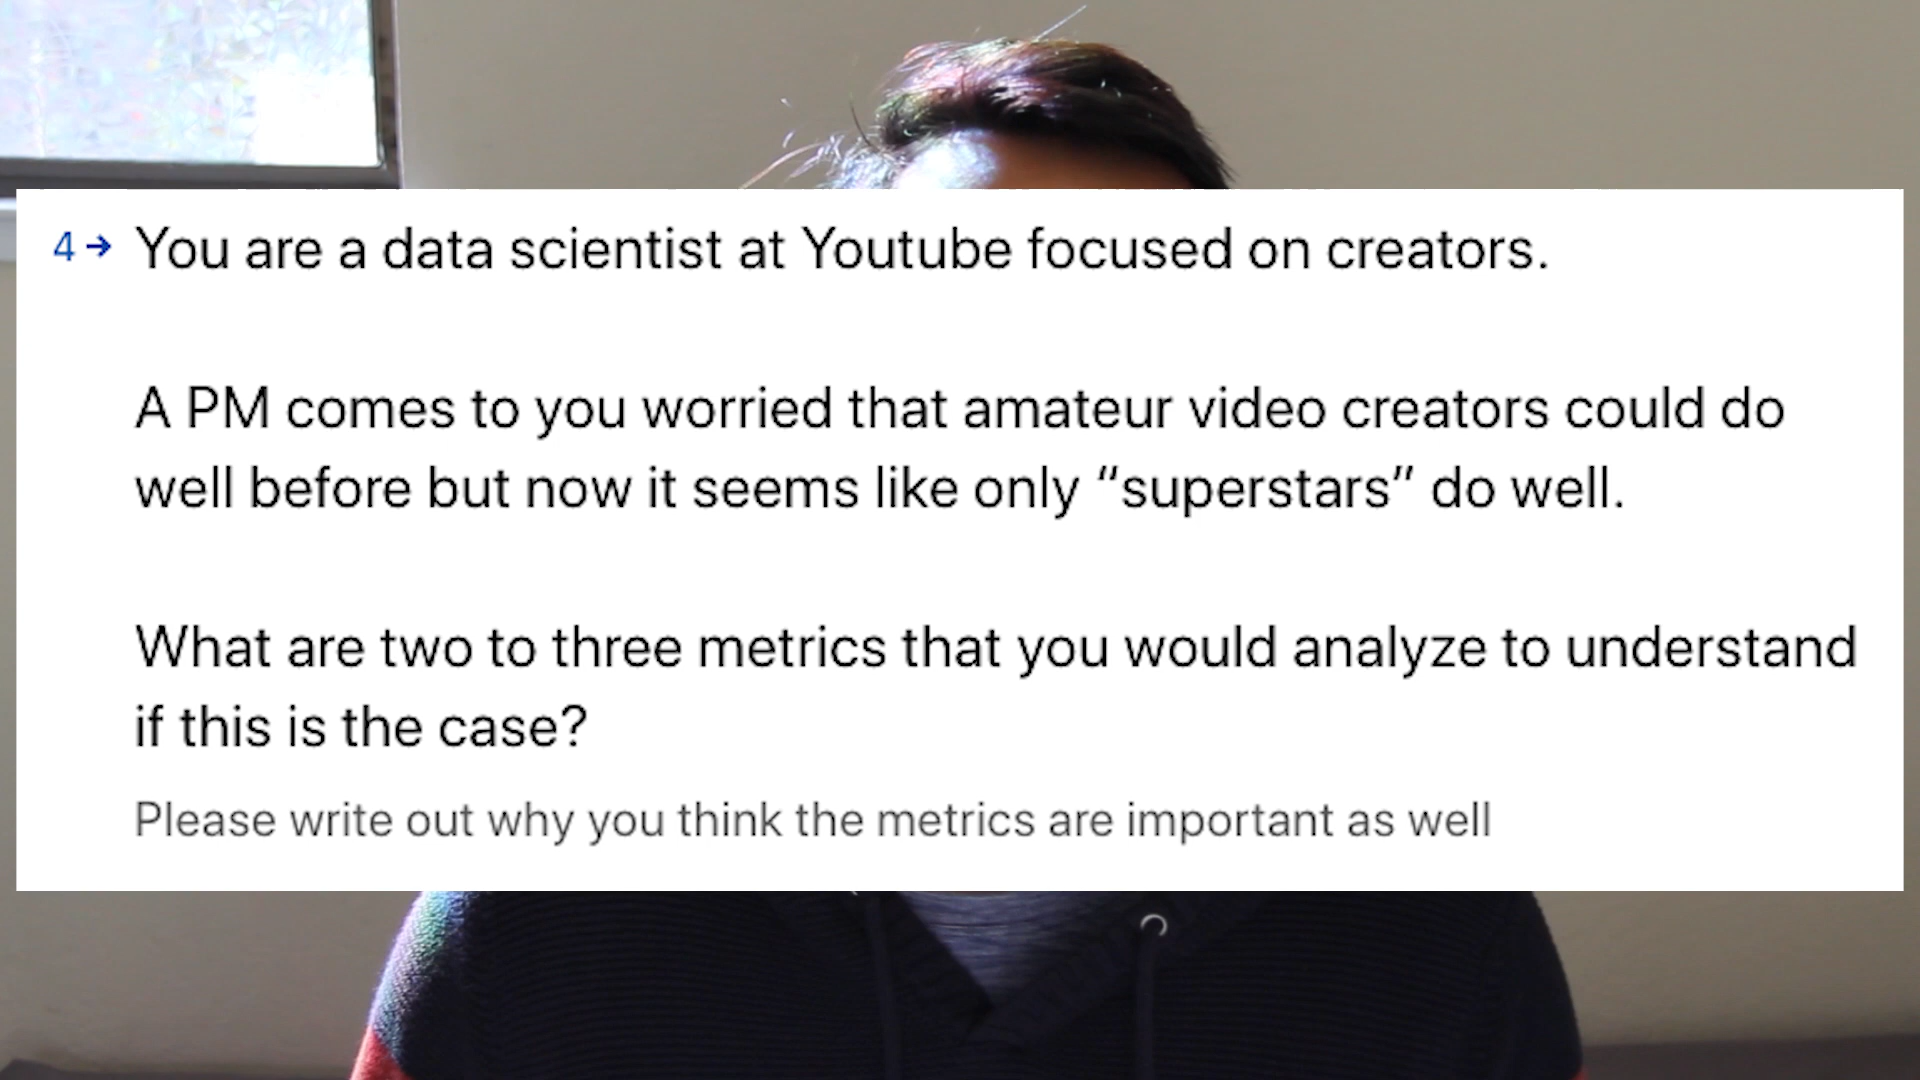 4 → You are a data scientist at Youtube focused on creators.
A PM comes to you worried that amateur video creators could do
well before but now it seems like only “superstars” do well.
What are two to three metrics that you would analyze to understand
if this is the case?
Please write out why you think the metrics are important as well